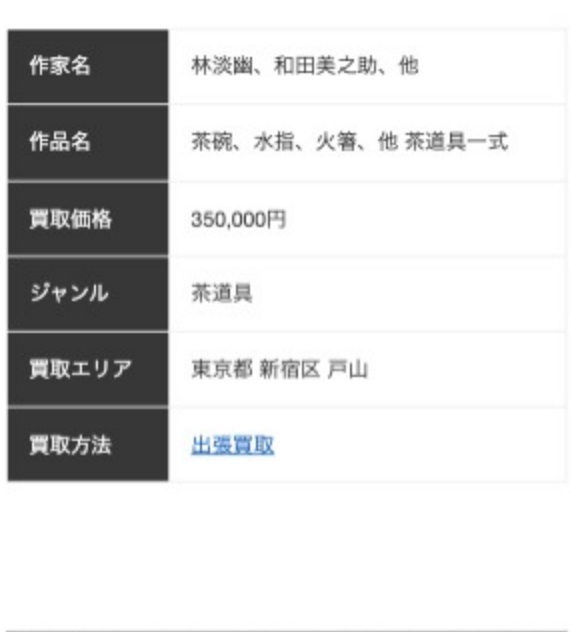 作家名 林淡幽、和田美之助、他
作品名 茶碗、水指、火箸、他 茶道具一式
買取価格 350,000円
ジャンル 茶道具
買取エリア 東京都 新宿区 戸山
買取方法 出張買取